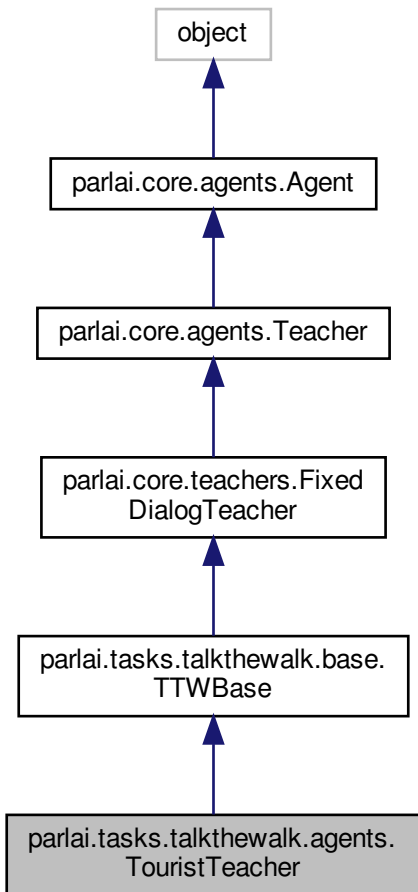 object
parlai.core.agents.Agent
parlai.core.agents.Teacher
parlai.core.teachers.Fixed
DialogTeacher
parlai.tasks.talkthewalk.base.
TTWBase
parlai.tasks.talkthewalk.agents.
TouristTeacher